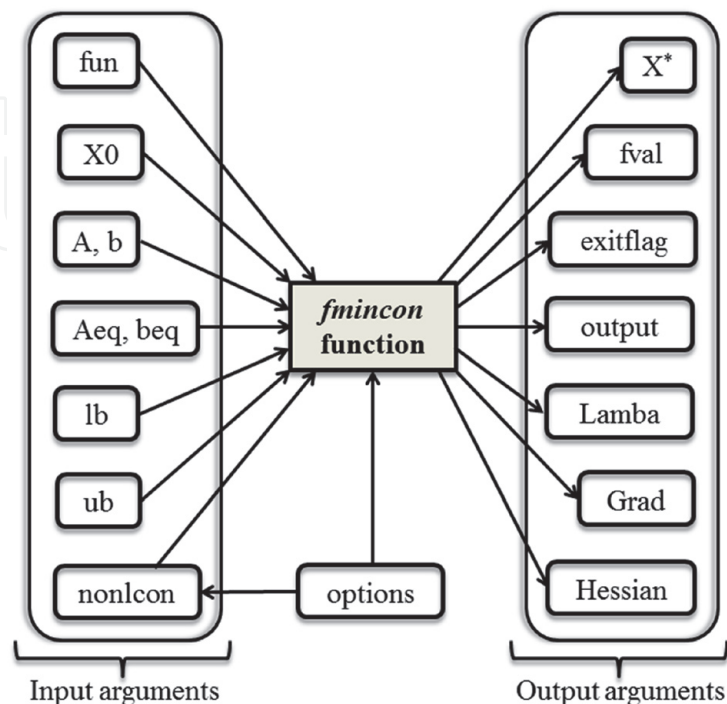 fun
X0
A, b
Aeq, beq
lb
ub
nonlcon
options
fmincon
function
X*
fval
exitflag
output
Lamba
Grad
Hessian
Input arguments
Output arguments